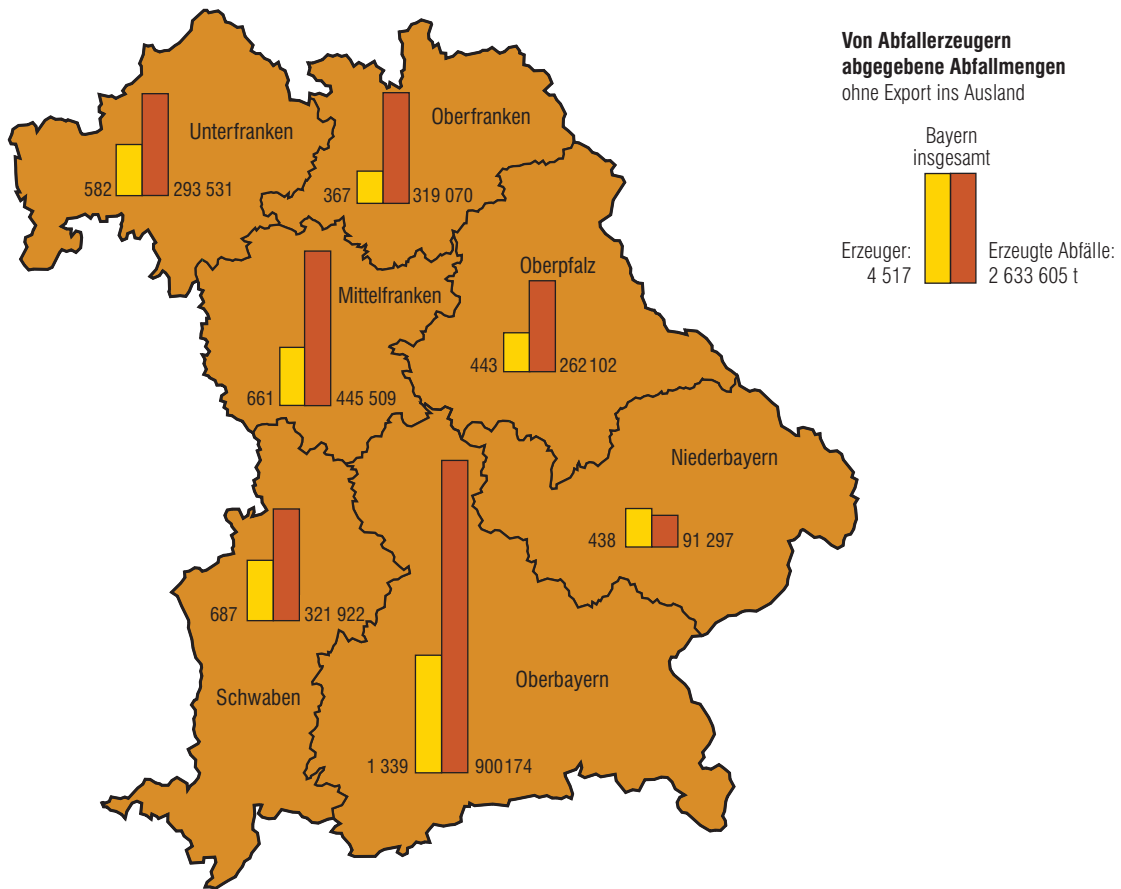 Von Abfallerzeugern
abgegebene Abfallmengen
ohne Export ins Ausland
Bayern
insgesamt
Erzeuger:
4 517
Erzeugte Abfälle:
2 633 605 t
Unterfranken
582
293 531
Oberfranken
367
319 070
Mittelfranken
661
445 509
Oberpfalz
443
262 102
Niederbayern
438
91 297
Schwaben
687
321 922
Oberbayern
1 339
900 174